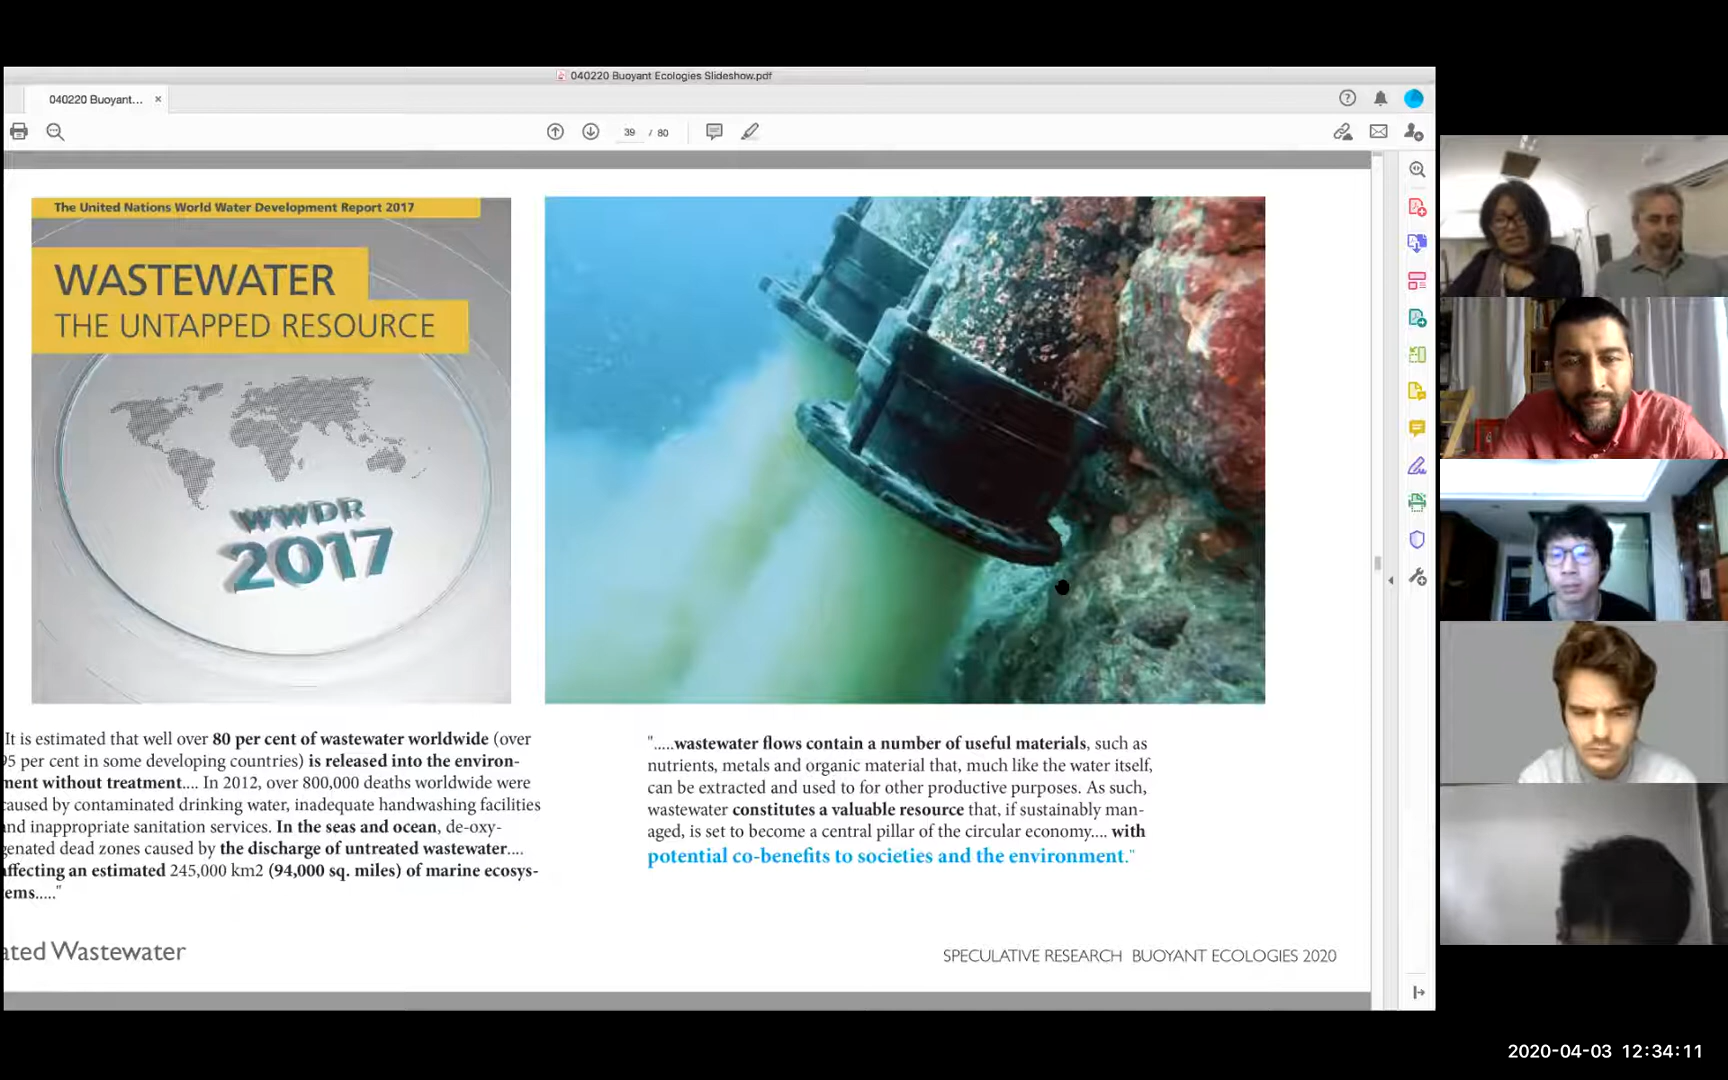 040220 Buoyant Ecologies Slideshow.pdf
040220 Buoyant...
39 / 80
The United Nations World Water Development Report 2017
WASTEWATER
THE UNTAPPED RESOURCE
WWDR
2017
It is estimated that well over 80 per cent of wastewater worldwide (over
95 per cent in some developing countries) is released into the environ-
ment without treatment.... In 2012, over 800,000 deaths worldwide were
caused by contaminated drinking water, inadequate handwashing facilities
and inappropriate sanitation services. In the seas and ocean, de-oxy-
genated dead zones caused by the discharge of untreated wastewater....
affecting an estimated 245,000 km2 (94,000 sq. miles) of marine ecosys-
ems....."
".....wastewater flows contain a number of useful materials, such as
nutrients, metals and organic material that, much like the water itself,
can be extracted and used to for other productive purposes. As such,
wastewater constitutes a valuable resource that, if sustainably man-
aged, is set to become a central pillar of the circular economy.... with
potential co-benefits to societies and the environment."
ated Wastewater
SPECULATIVE RESEARCH BUOYANT ECOLOGIES 2020
2020-04-03 12:34:11